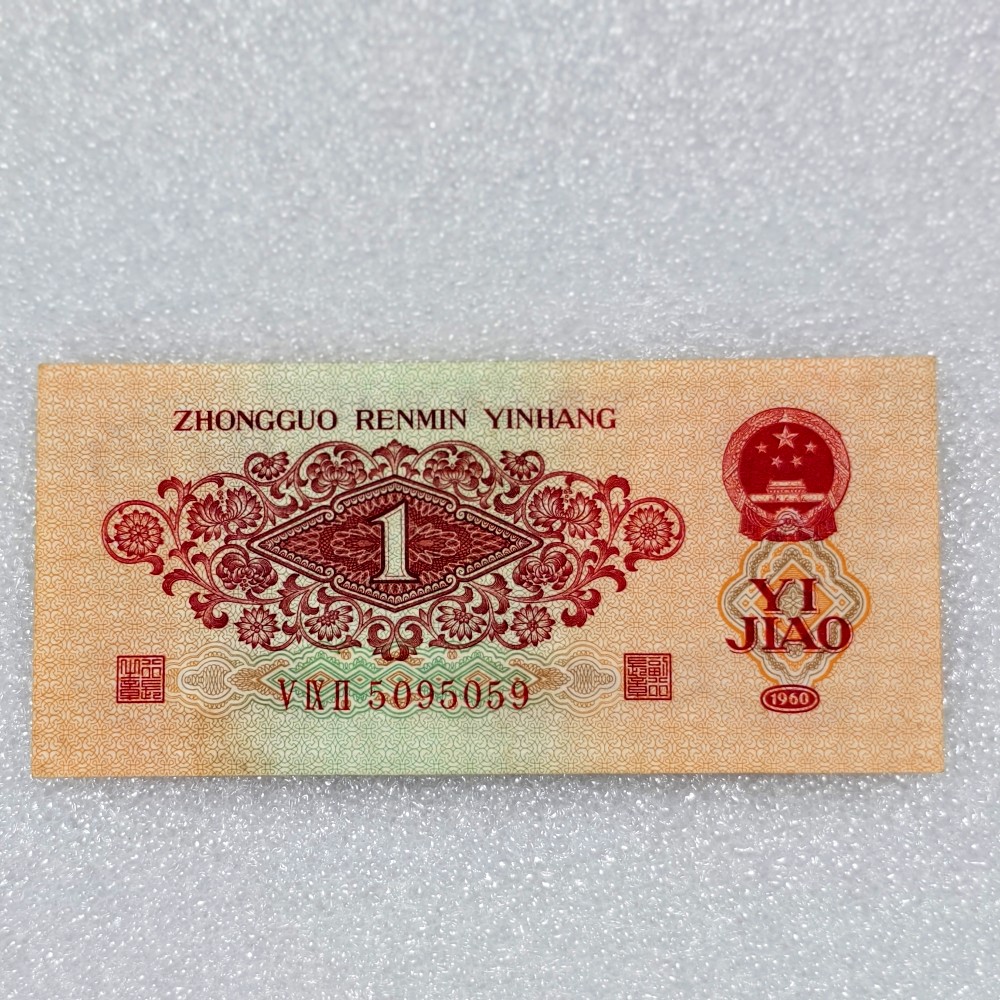 ZHONGGUO RENMIN YINHANG
1
YI
JIAO
V IX II 5095059
1960